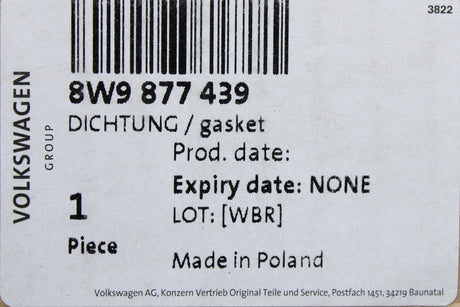 3822
VOLKSWAGEN
GROUP
8W9 877 439
DICHTUNG / gasket
Prod. date:
Expiry date: NONE
1
LOT: [WBR]
Piece
Made in Poland
Volkswagen AG, Konzern Vertrieb Original Teile und Service, Postfach 1451, 34219 Baunatal